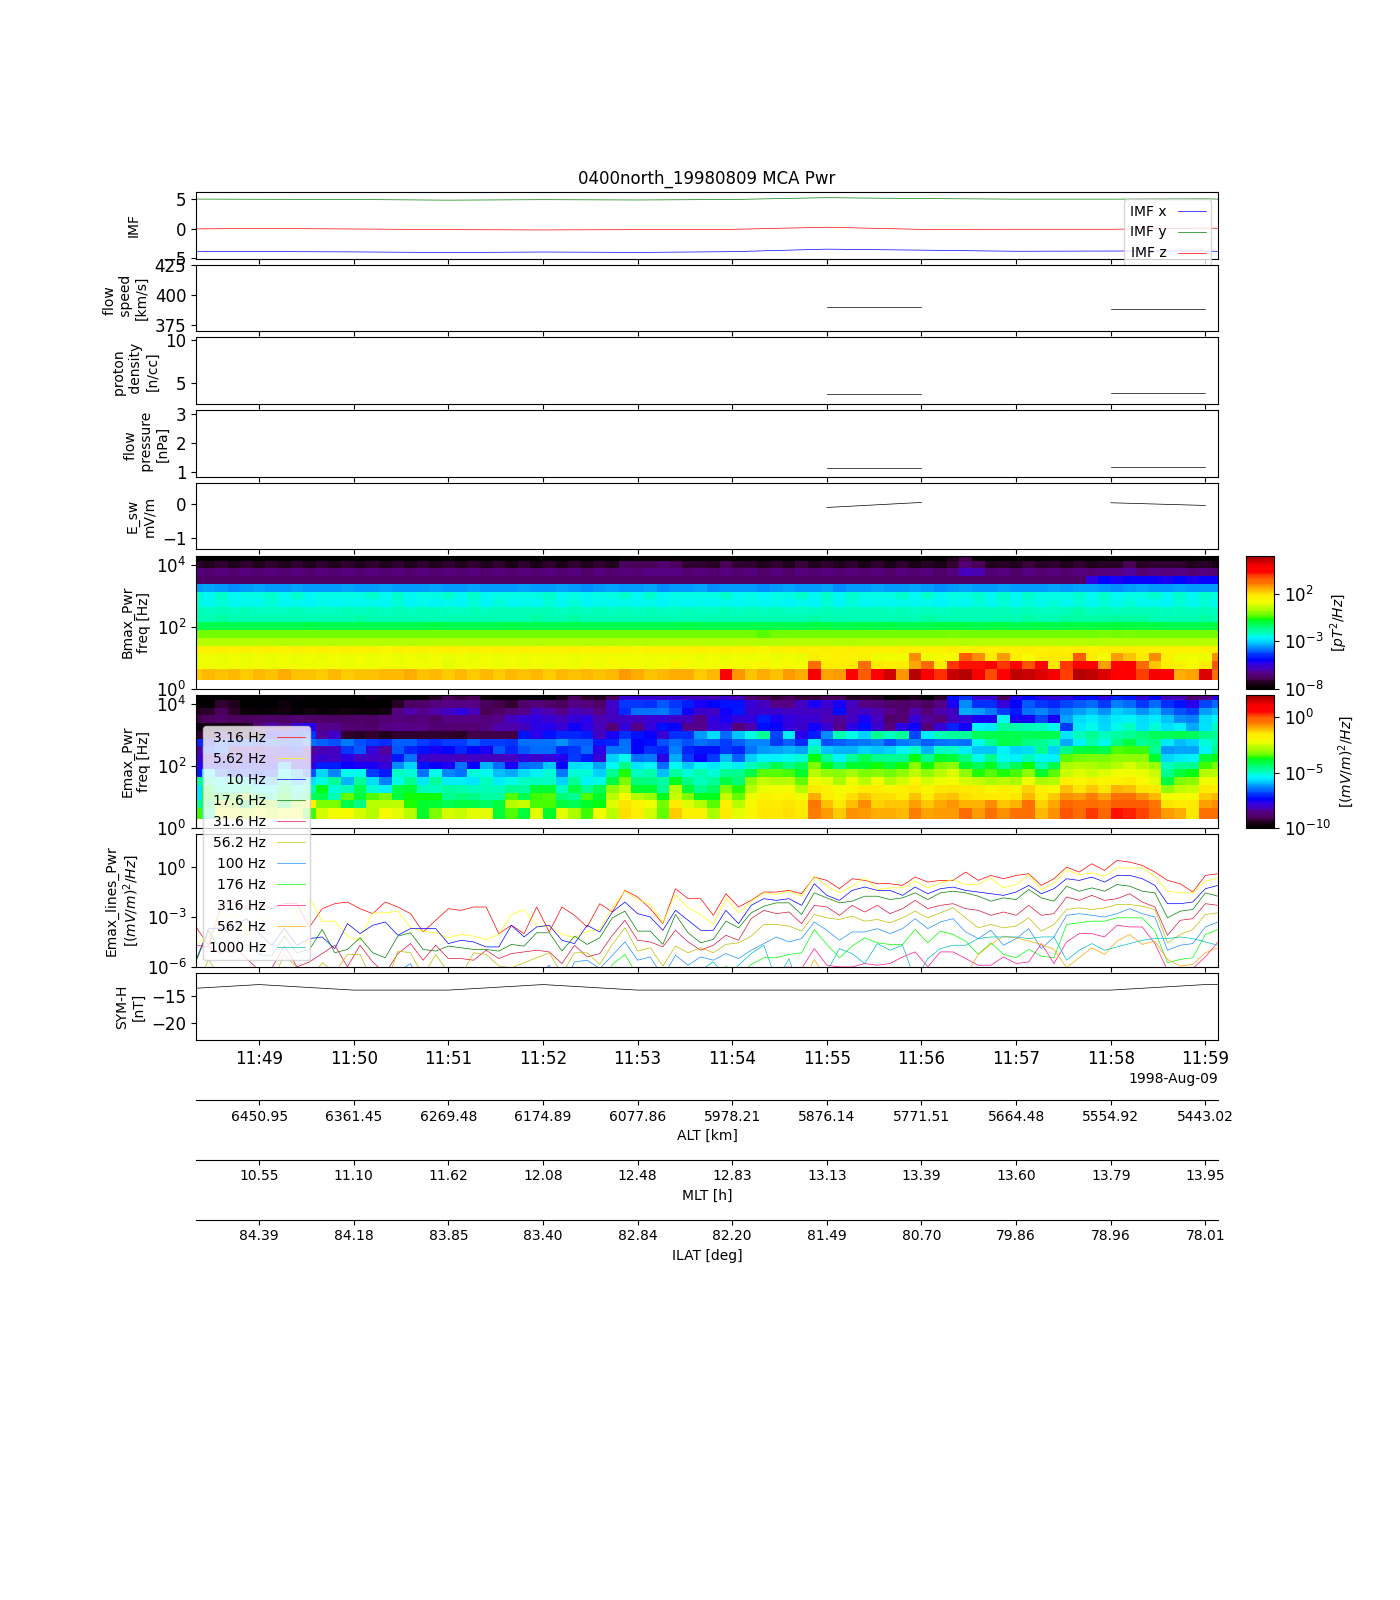 0400north_19980809 MCA Pwr
IMF
5
0
−5
IMF x
IMF y
IMF z
flow
speed
[km/s]
425
400
375
proton
density
[n/cc]
10
5
flow
pressure
[nPa]
3
2
1
E_sw
mV/m
0
−1
Bmax_Pwr
freq [Hz]
10^4
10^2
10^0
10^2
10^−3
10^−8
[pT^2/Hz]
Emax_Pwr
freq [Hz]
10^4
10^2
10^0
10^0
10^−5
10^−10
[(mV/m)^2/Hz]
3.16 Hz
5.62 Hz
10 Hz
17.6 Hz
31.6 Hz
56.2 Hz
100 Hz
176 Hz
316 Hz
562 Hz
1000 Hz
Emax_lines_Pwr
[(mV/m)^2/Hz]
10^0
10^−3
10^−6
SYM-H
[nT]
−15
−20
11:49 11:50 11:51 11:52 11:53 11:54 11:55 11:56 11:57 11:58 11:59
1998-Aug-09
6450.95 6361.45 6269.48 6174.89 6077.86 5978.21 5876.14 5771.51 5664.48 5554.92 5443.02
ALT [km]
10.55 11.10 11.62 12.08 12.48 12.83 13.13 13.39 13.60 13.79 13.95
MLT [h]
84.39 84.18 83.85 83.40 82.84 82.20 81.49 80.70 79.86 78.96 78.01
ILAT [deg]